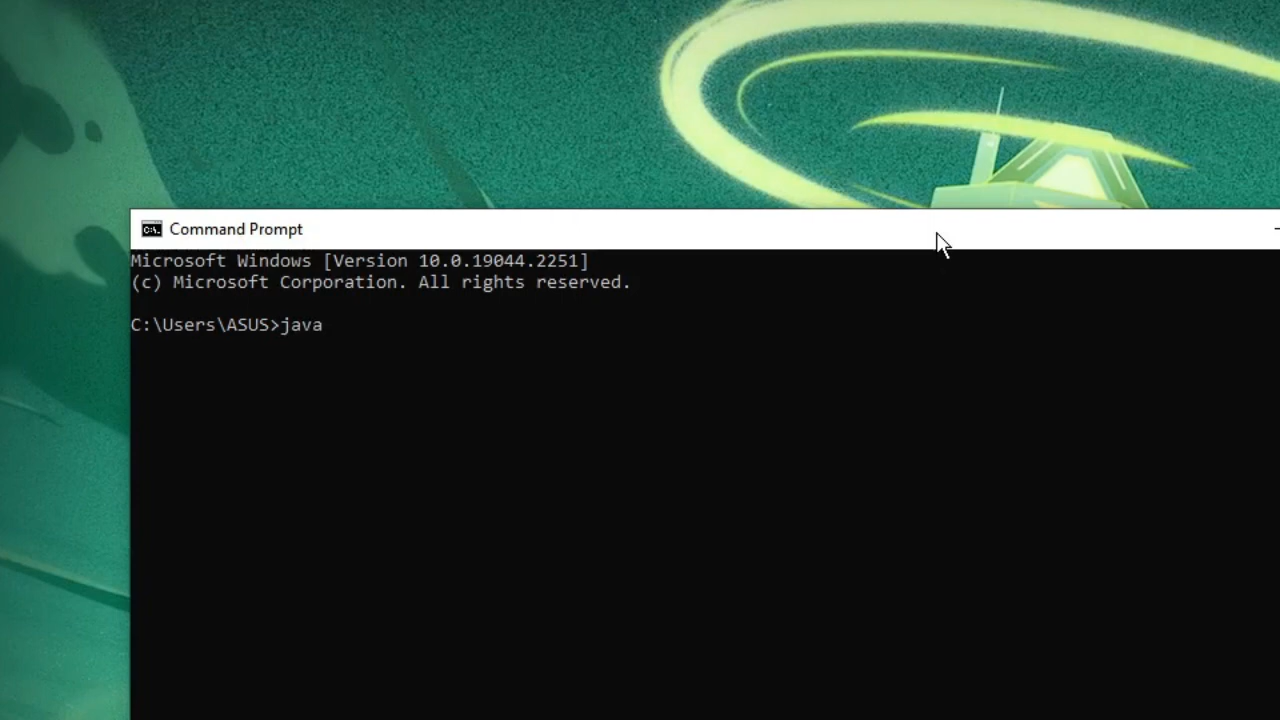 Command Prompt
Microsoft Windows [Version 10.0.19044.2251]
(c) Microsoft Corporation. All rights reserved.
C:\Users\ASUS>java